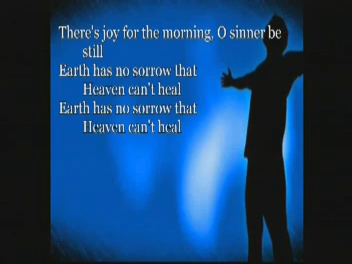 There's joy for the morning, O sinner be
still
Earth has no sorrow that
Heaven can't heal
Earth has no sorrow that
Heaven can't heal